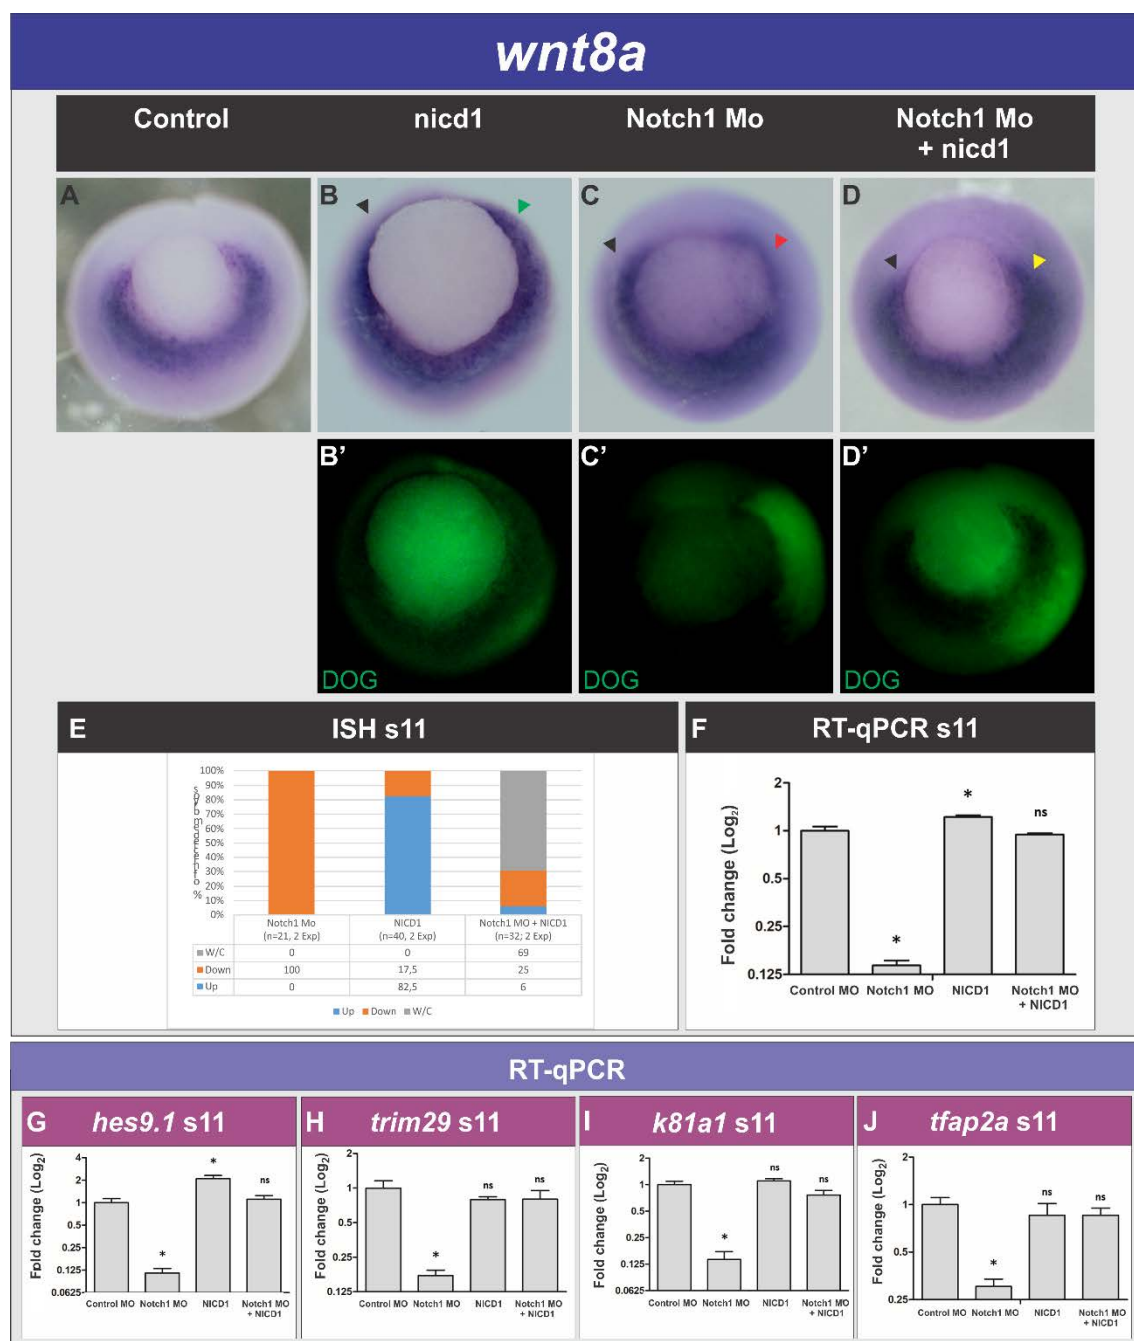 wnt8a
Control nicd1 Notch1 Mo Notch1 Mo
+ nicd1
A B C D
B' C' D'
DOG DOG DOG
E ISH s11
100%
90%
80%
70%
60%
50%
40%
30%
20%
10%
0%
Notch1 Mo NICD1 Notch1 MO + NICD1
(n=21, 2 Exp) (n=40, 2 Exp) (n=32; 2 Exp)
W/C 0 0 69
Down 100 17,5 25
Up 0 82,5 6
Up Down W/C
F RT-qPCR s11
Fold change (Log2)
2
1
0.5
0.25
0.125
* * ns
Control MO Notch1 MO NICD1 Notch1 MO
+ NICD1
RT-qPCR
G hes9.1 s11
Fold change (Log2)
4
2
1
0.5
0.25
0.125
0.0625
* * ns
Control MO Notch1 MO NICD1 Notch1 MO
+ NICD1
H trim29 s11
Fold change (Log2)
2
1
0.5
0.25
0.125
* ns ns
Control MO Notch1 MO NICD1 Notch1 MO
+ NICD1
I k81a1 s11
Fold change (Log2)
2
1
0.5
0.25
0.125
0.0625
* ns ns
Control MO Notch1 MO NICD1 Notch1 MO
+ NICD1
J tfap2a s11
Fold change (Log2)
2
1
0.5
0.25
* ns ns
Control MO Notch1 MO NICD1 Notch1 MO
+ NICD1